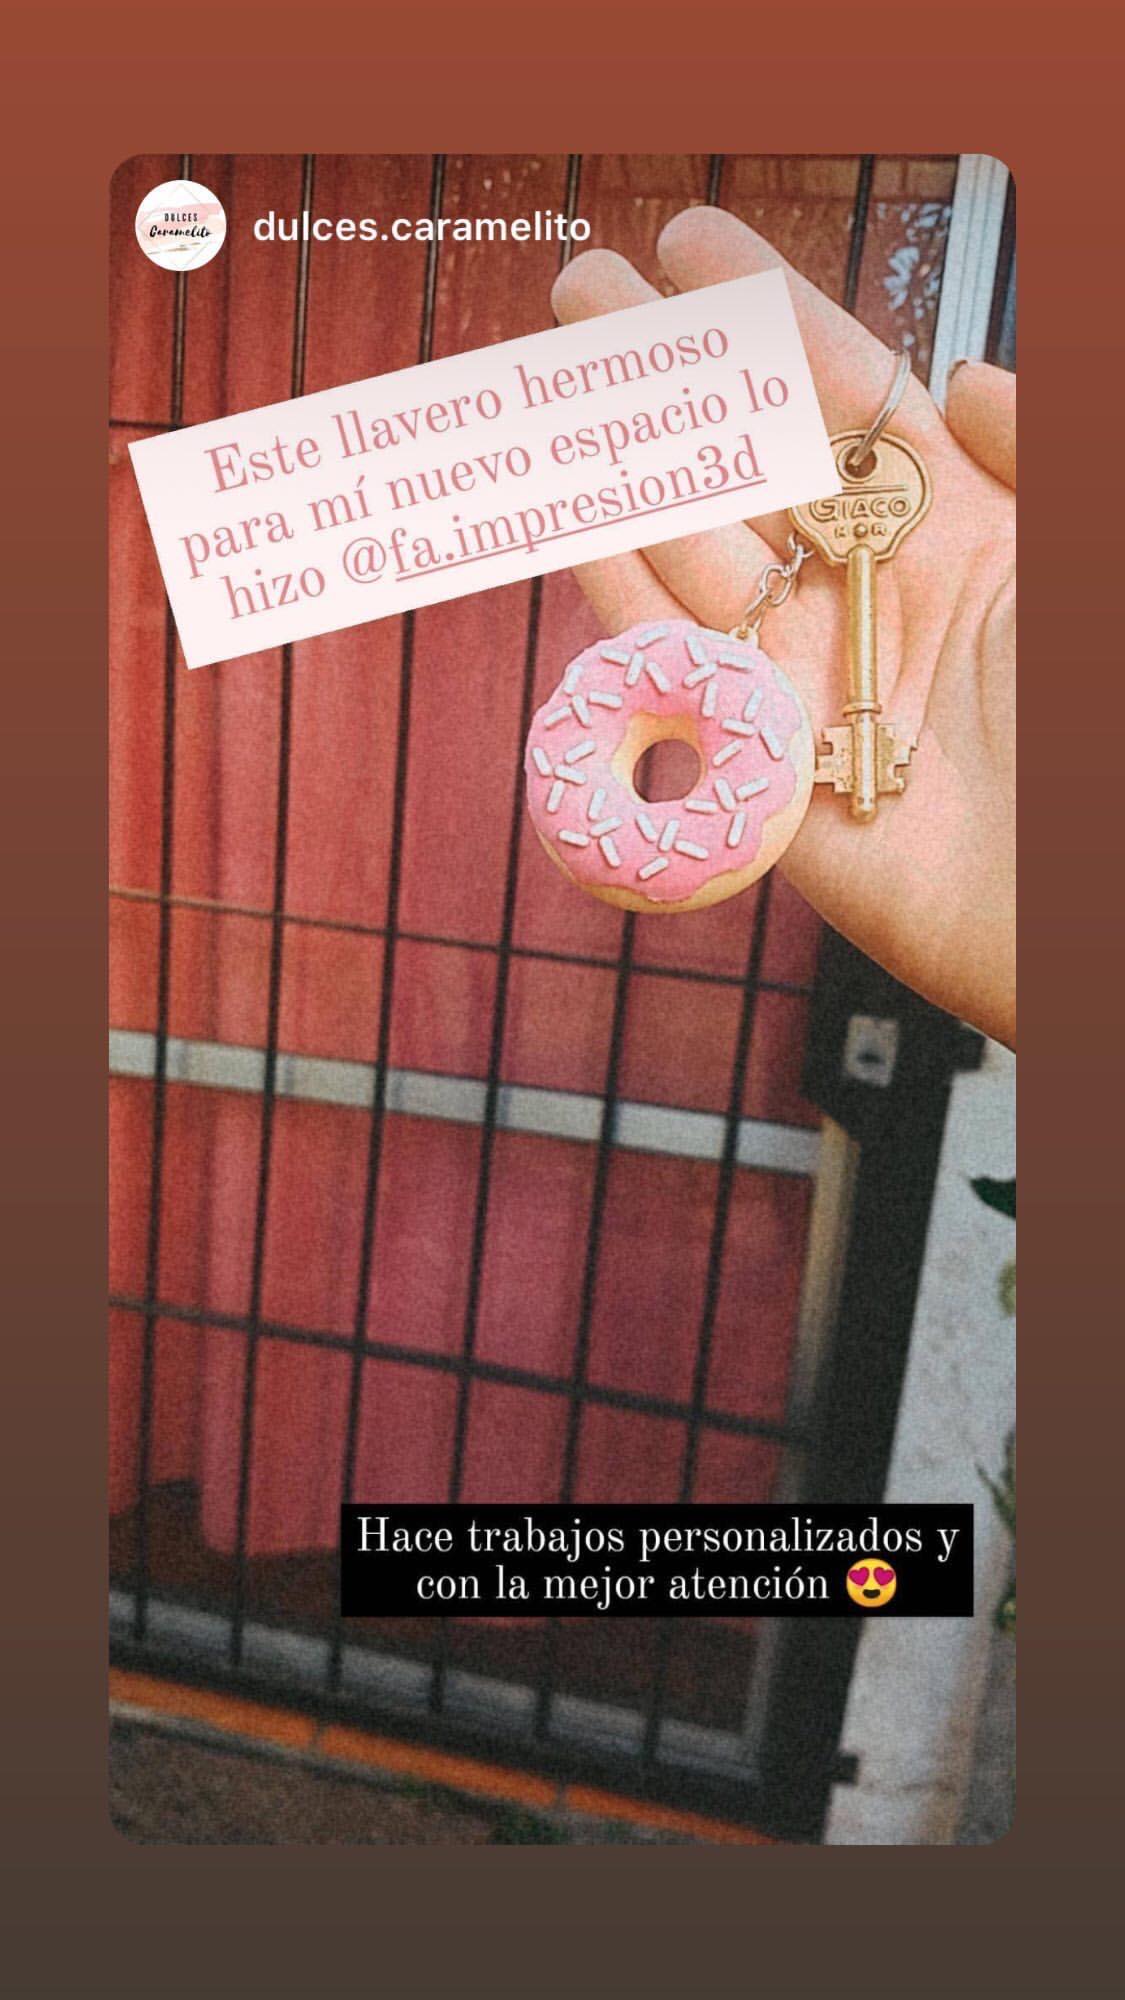 DULCES
Caramelito
dulces.caramelito
Este llavero hermoso
para mí nuevo espacio lo
hizo @fa.impresion3d
GIACO
HOR
Hace trabajos personalizados y
con la mejor atención 😍